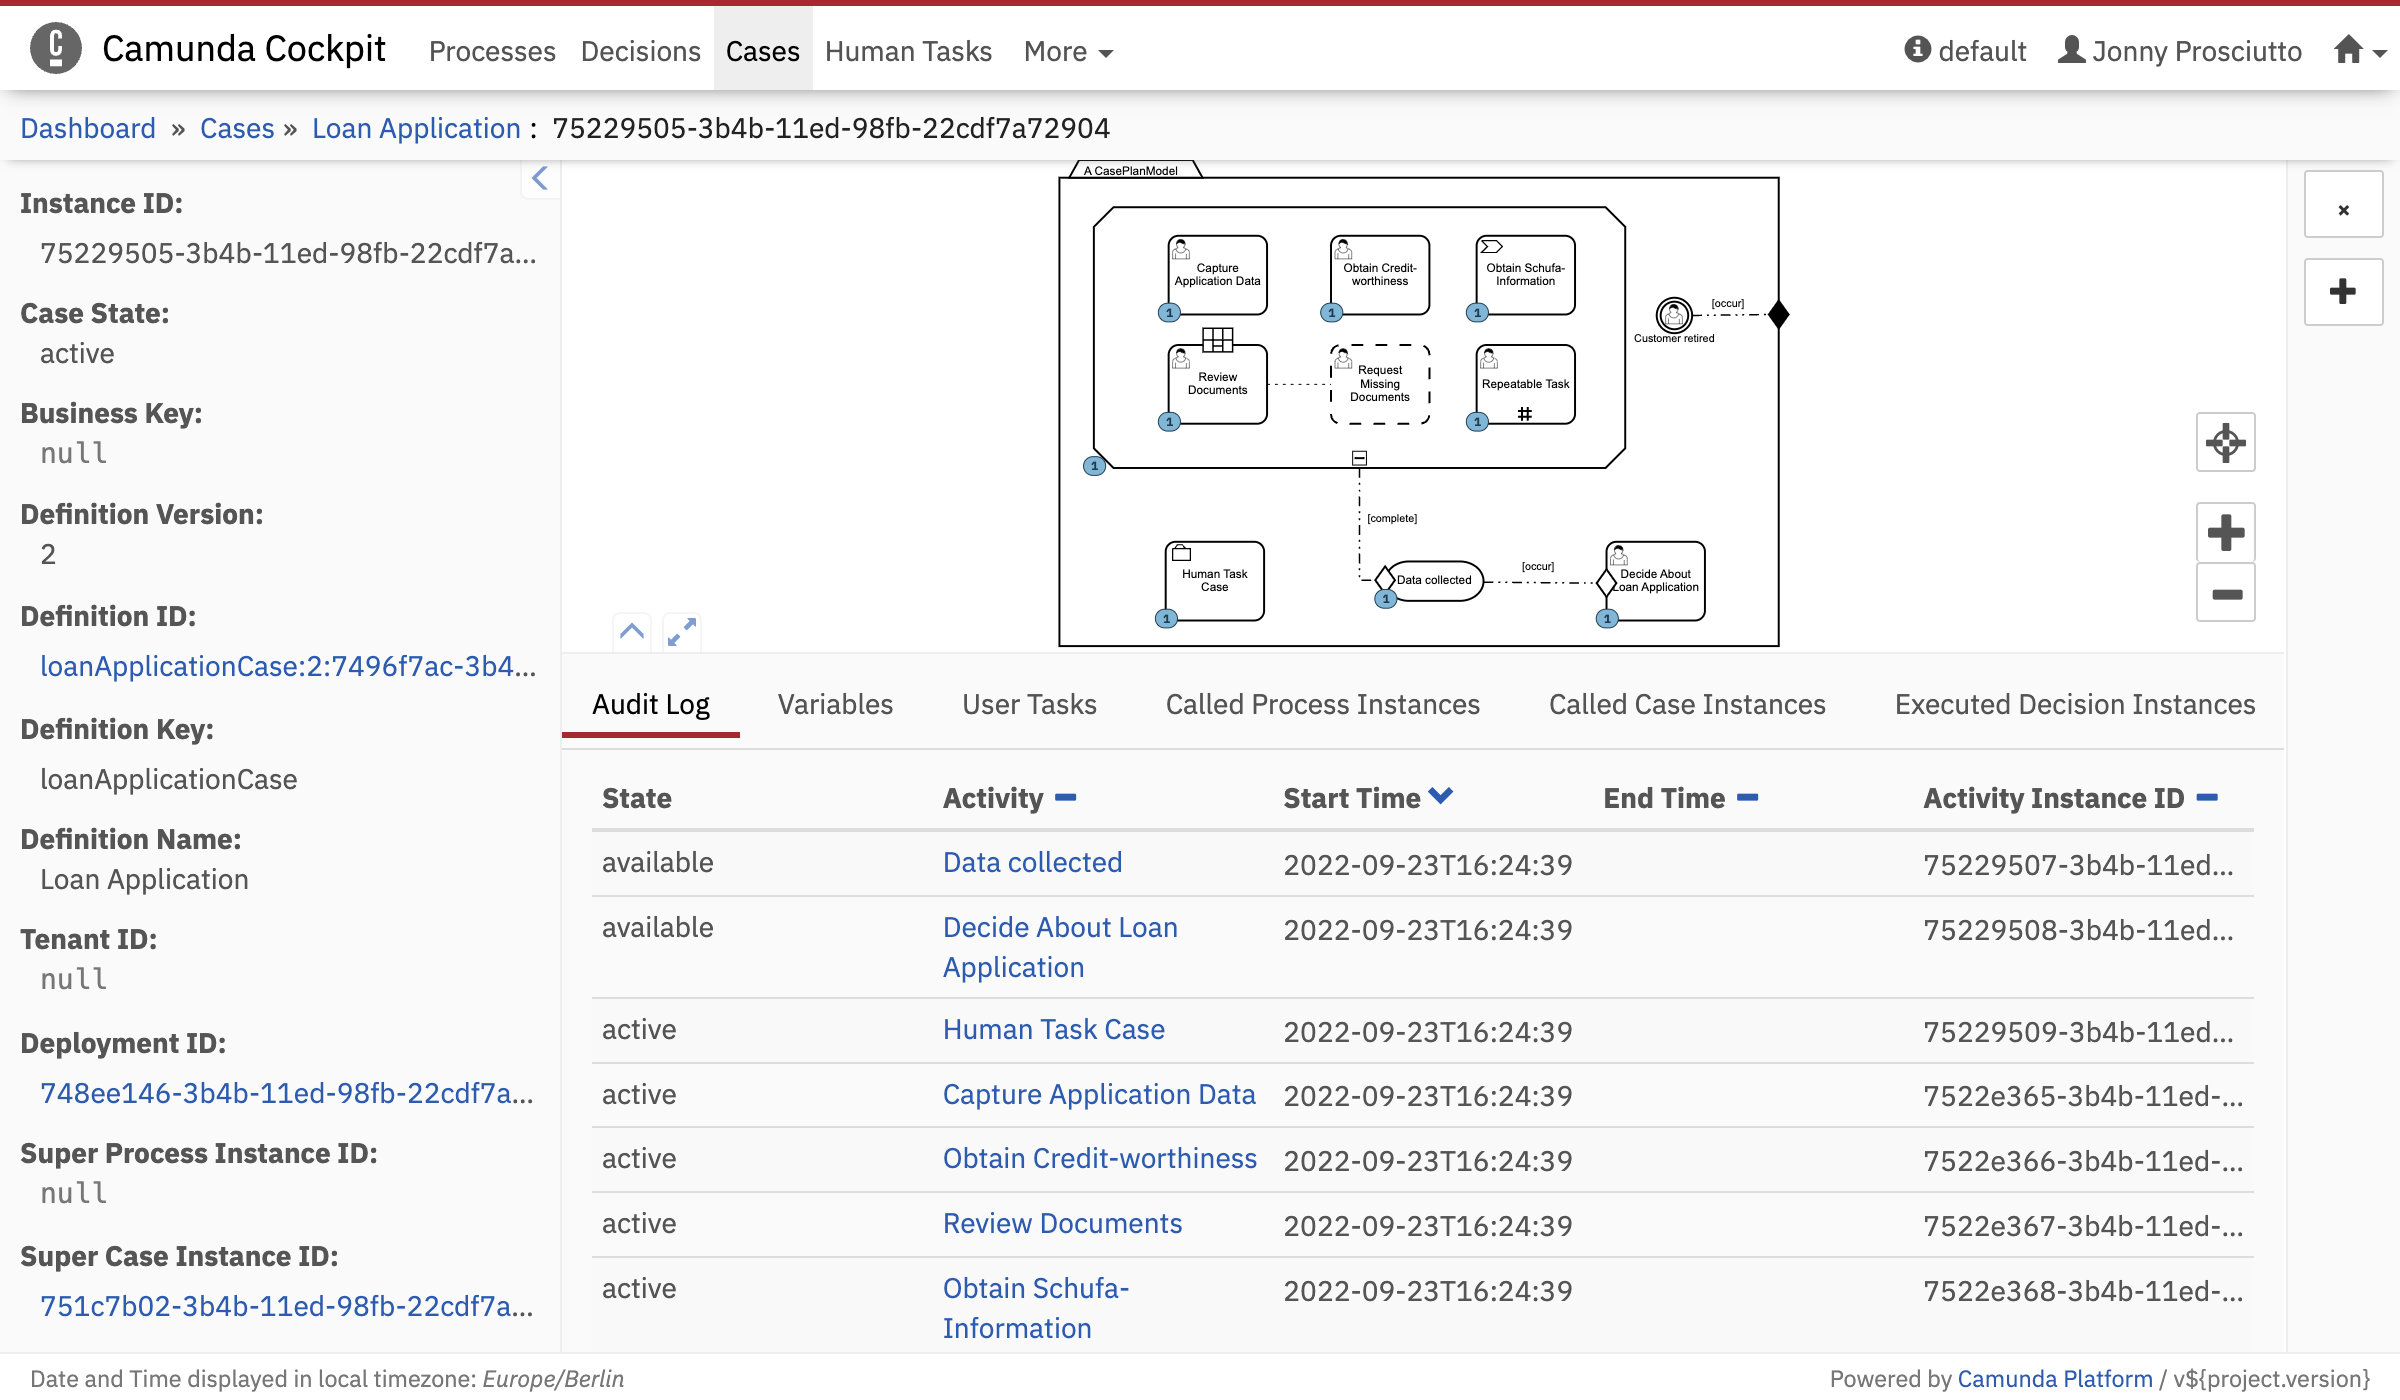 Camunda Cockpit Processes Decisions Cases Human Tasks More default Jonny Prosciutto
Dashboard » Cases » Loan Application : 75229505-3b4b-11ed-98fb-22cdf7a72904
Instance ID:
75229505-3b4b-11ed-98fb-22cdf7a...
Case State:
active
Business Key:
null
Definition Version:
2
Definition ID:
loanApplicationCase:2:7496f7ac-3b4...
Definition Key:
loanApplicationCase
Definition Name:
Loan Application
Tenant ID:
null
Deployment ID:
748ee146-3b4b-11ed-98fb-22cdf7a...
Super Process Instance ID:
null
Super Case Instance ID:
751c7b02-3b4b-11ed-98fb-22cdf7a...
A CasePlanModel
Capture
Application Data
1
Obtain Credit-
worthiness
1
Obtain Schufa-
Information
1
[occur]
Customer retired
Review
Documents
1
Request
Missing
Documents
Repeatable Task
1
1
[complete]
Human Task
Case
1
Data collected
1
[occur]
Decide About
Loan Application
1
Audit Log Variables User Tasks Called Process Instances Called Case Instances Executed Decision Instances
State Activity Start Time End Time Activity Instance ID
available Data collected 2022-09-23T16:24:39 75229507-3b4b-11ed...
available Decide About Loan 2022-09-23T16:24:39 75229508-3b4b-11ed...
Application
active Human Task Case 2022-09-23T16:24:39 75229509-3b4b-11ed...
active Capture Application Data 2022-09-23T16:24:39 7522e365-3b4b-11ed-...
active Obtain Credit-worthiness 2022-09-23T16:24:39 7522e366-3b4b-11ed-...
active Review Documents 2022-09-23T16:24:39 7522e367-3b4b-11ed-...
active Obtain Schufa- 2022-09-23T16:24:39 7522e368-3b4b-11ed-...
Information
Date and Time displayed in local timezone: Europe/Berlin
Powered by Camunda Platform / v${project.version}